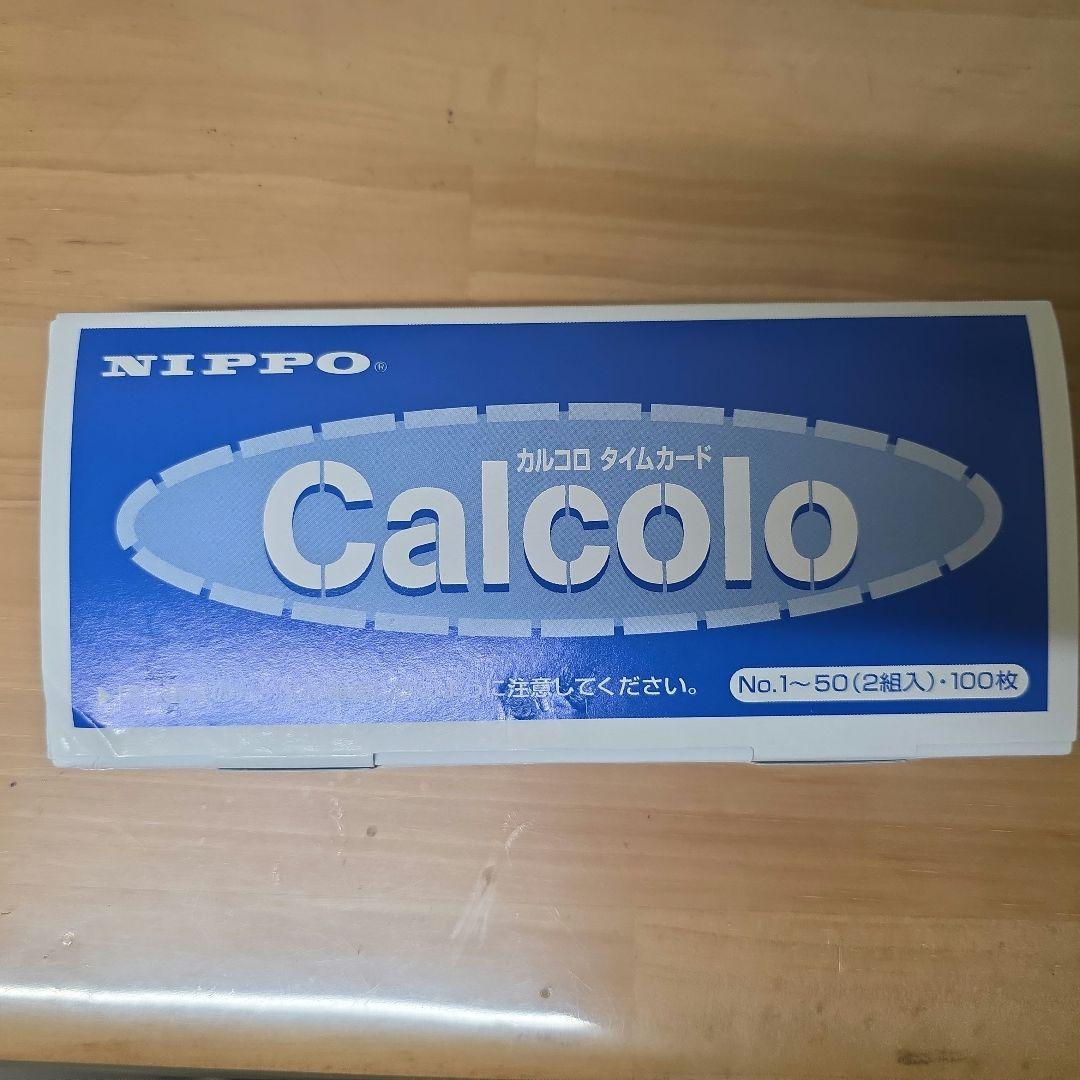 NIPPO®
カルコロ タイムカード
Calcolo
に注意してください。
No.1〜50(2組入)・100枚